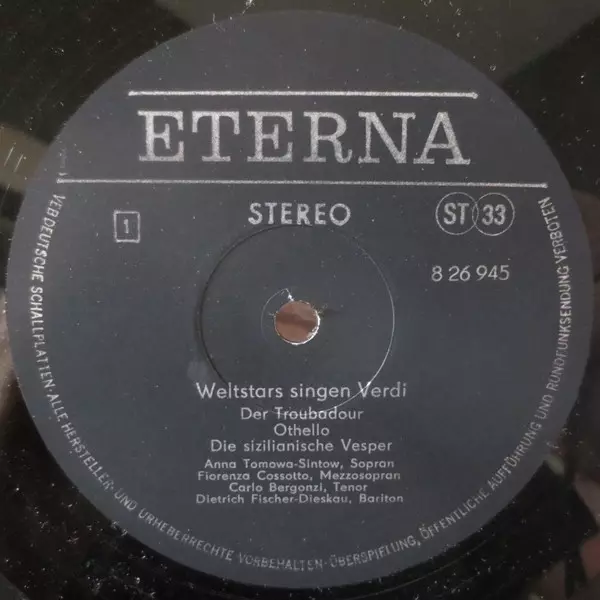 ETERNA
STEREO
ST 33
1
8 26 945
Weltstars singen Verdi
Der Troubadour
Othello
Die sizilianische Vesper
Anna Tomowa-Sintow, Sopran
Fiorenza Cossotto, Mezzosopran
Carlo Bergonzi, Tenor
Dietrich Fischer-Dieskau, Bariton
VEB DEUTSCHE SCHALLPLATTEN·ALLE HERSTELLER- UND URHEBERRECHTE VORBEHALTEN·ÜBERSPIELUNG, ÖFFENTLICHE AUFFÜHRUNG UND RUNDFUNKSENDUNG VERBOTEN